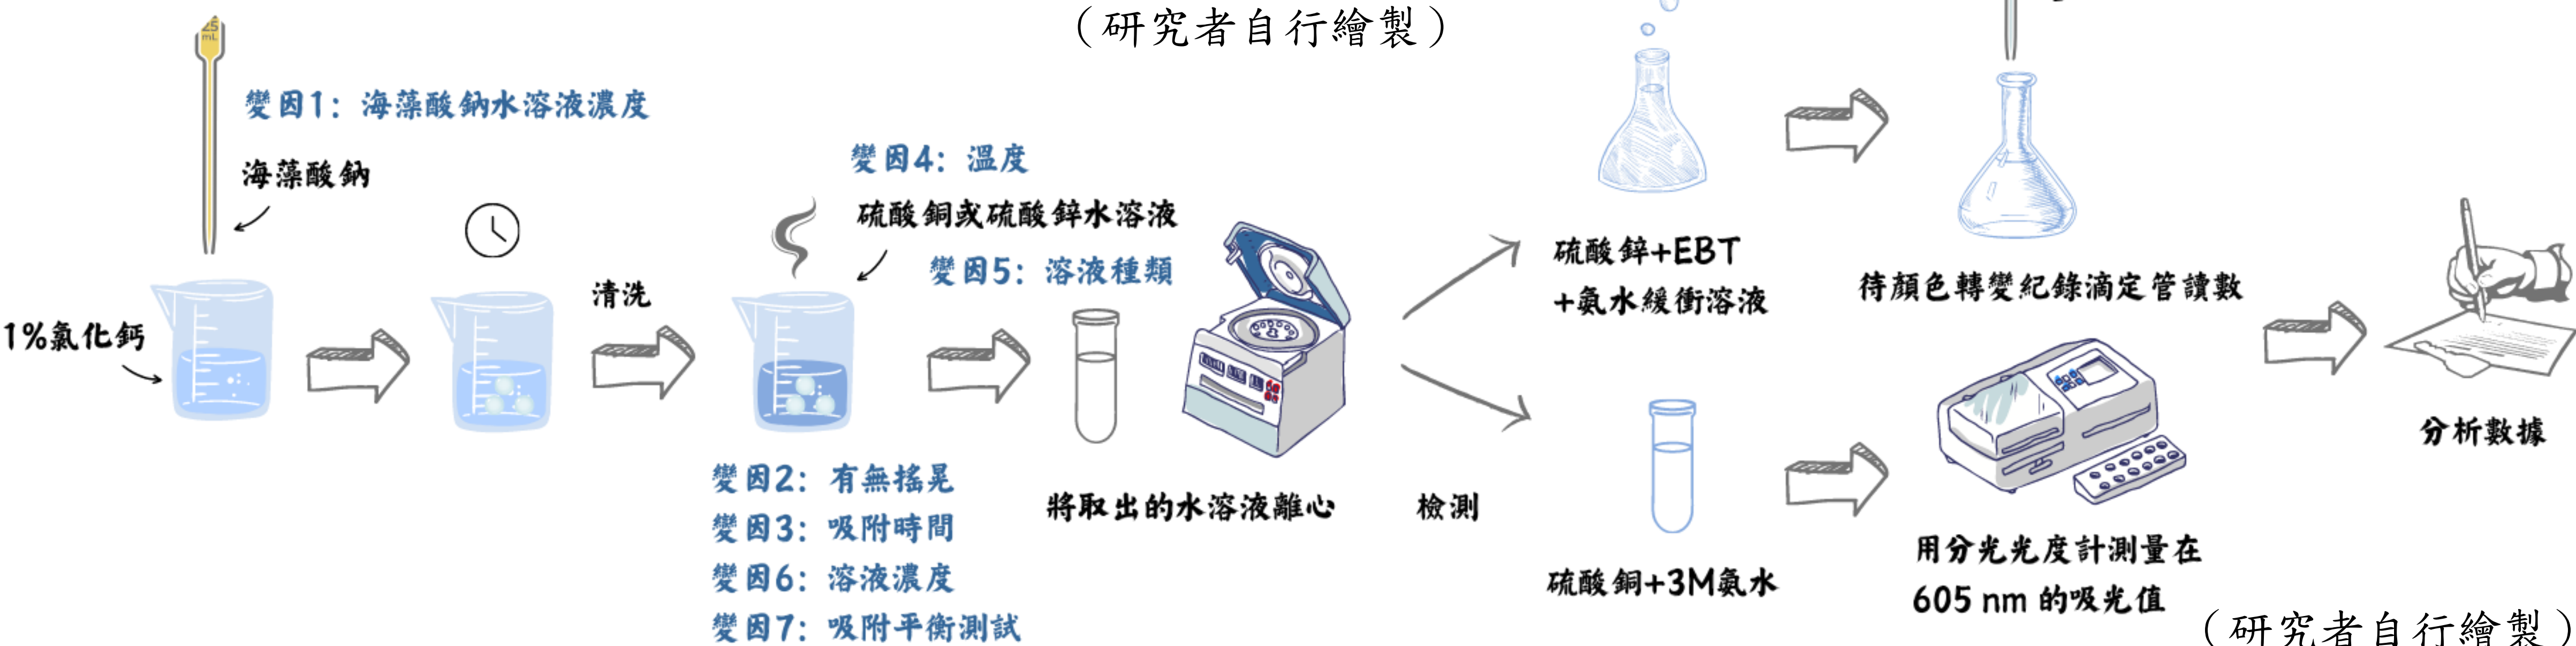 （研究者自行繪製）
25
mL
變因1：海藻酸鈉水溶液濃度
海藻酸鈉
1%氯化鈣
清洗
變因4：溫度
硫酸銅或硫酸鋅水溶液
變因5：溶液種類
變因2：有無搖晃
變因3：吸附時間
變因6：溶液濃度
變因7：吸附平衡測試
將取出的水溶液離心
檢測
硫酸鋅+EBT
+氨水緩衝溶液
待顏色轉變紀錄滴定管讀數
硫酸銅+3M氨水
用分光光度計測量在
605 nm 的吸光值
分析數據
（研究者自行繪製）